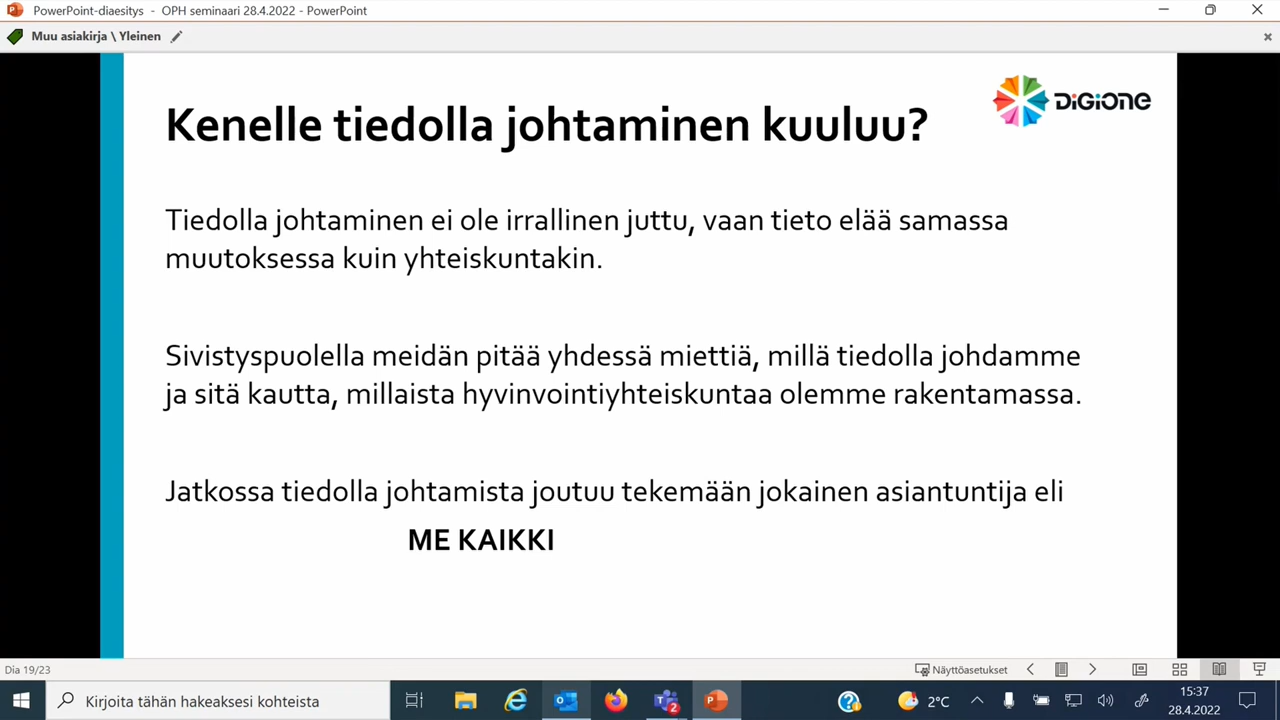 PowerPoint-diaesitys - OPH seminaari 28.4.2022 - PowerPoint
Muu asiakirja \ Yleinen
DIGIONE
Kenelle tiedolla johtaminen kuuluu?
Tiedolla johtaminen ei ole irrallinen juttu, vaan tieto elää samassa
muutoksessa kuin yhteiskuntakin.
Sivistyspuolella meidän pitää yhdessä miettiä, millä tiedolla johdamme
ja sitä kautta, millaista hyvinvointiyhteiskuntaa olemme rakentamassa.
Jatkossa tiedolla johtamista joutuu tekemään jokainen asiantuntija eli
ME KAIKKI
Dia 19/23
Näyttöasetukset
Kirjoita tähän hakeaksesi kohteista
2
2°C
15:37
28.4.2022